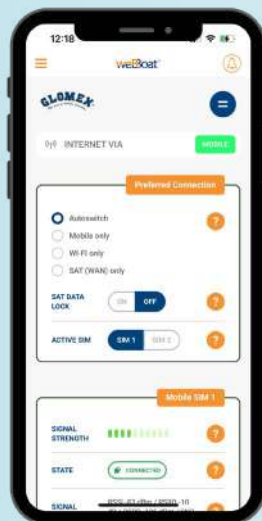 12:18
weBBoat
GLOMEX
INTERNET VIA
MOBILE
Preferred Connection
Autoswitch
Mobile only
Wi-Fi only
SAT (WAN) only
SAT DATA
LOCK
ON
OFF
ACTIVE SIM
SIM 1
SIM 2
Mobile SIM 1
SIGNAL
STRENGTH
STATE
CONNECTED
SIGNAL